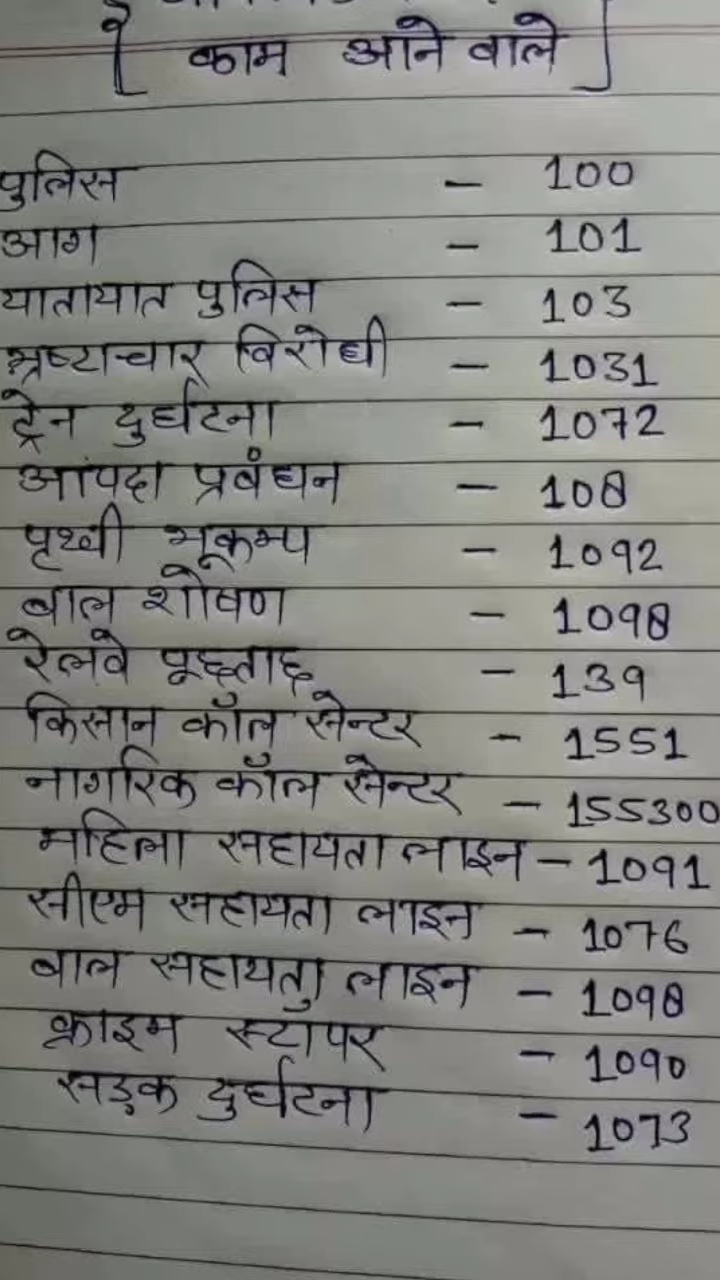 [ काम आने वाले ]
पुलिस - 100
आग - 101
यातायात पुलिस - 103
भ्रष्टाचार विरोधी - 1031
ट्रेन दुर्घटना - 1072
आपदा प्रबंधन - 108
पृथ्वी भूकम्प - 1092
बाल शोषण - 1098
रेलवे पूछताछ - 139
किसान कॉल सेन्टर - 1551
नागरिक कॉल सेन्टर - 155300
महिला सहायता लाइन - 1091
सीएम सहायता लाइन - 1076
बाल सहायता लाइन - 1098
क्राइम स्टापर - 1090
सड़क दुर्घटना - 1073